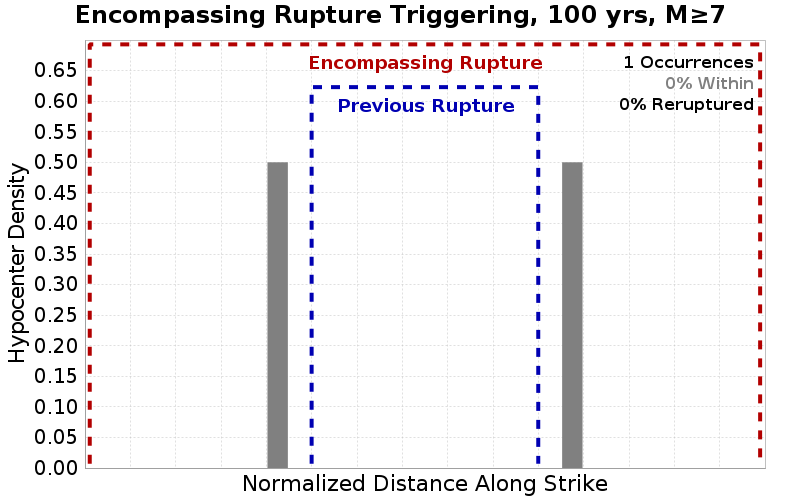 Encompassing Rupture Triggering, 100 yrs, M≥7
Encompassing Rupture
1 Occurrences
0% Within
0% Reruptured
Previous Rupture
Hypocenter Density
0.65
0.60
0.55
0.50
0.45
0.40
0.35
0.30
0.25
0.20
0.15
0.10
0.05
0.00
Normalized Distance Along Strike